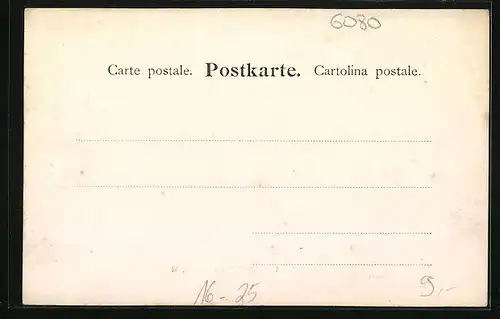 6080
Carte postale. Postkarte. Cartolina postale.
16 - 25 9,-